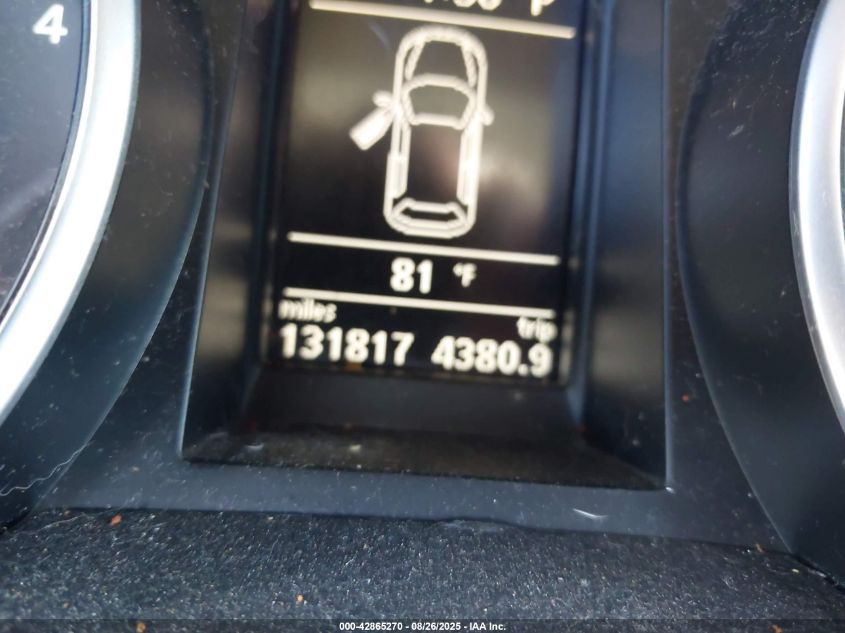 4
81 °F
miles trip
131817 4380.9
000-42865270 - 08/26/2025 - IAA Inc.